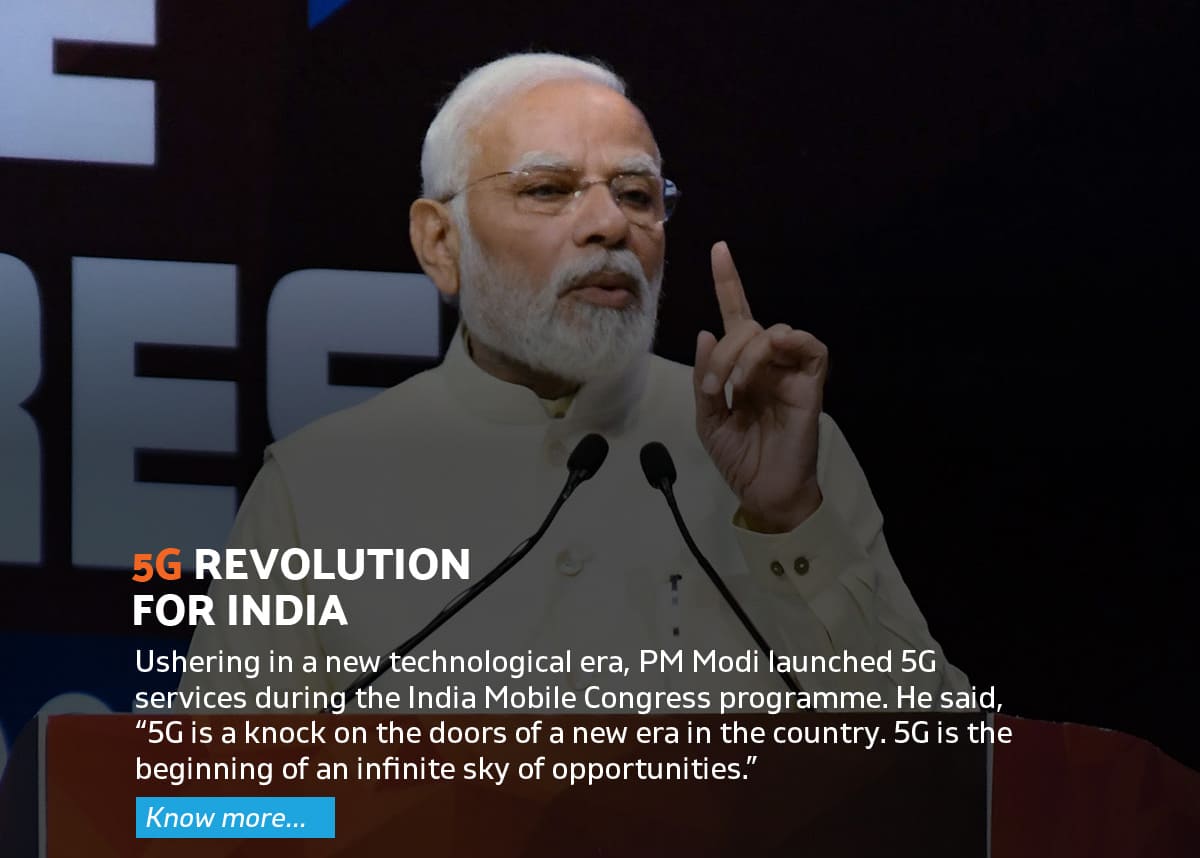 E
RES
5G REVOLUTION
FOR INDIA
Ushering in a new technological era, PM Modi launched 5G
services during the India Mobile Congress programme. He said,
“5G is a knock on the doors of a new era in the country. 5G is the
beginning of an infinite sky of opportunities.”
Know more...